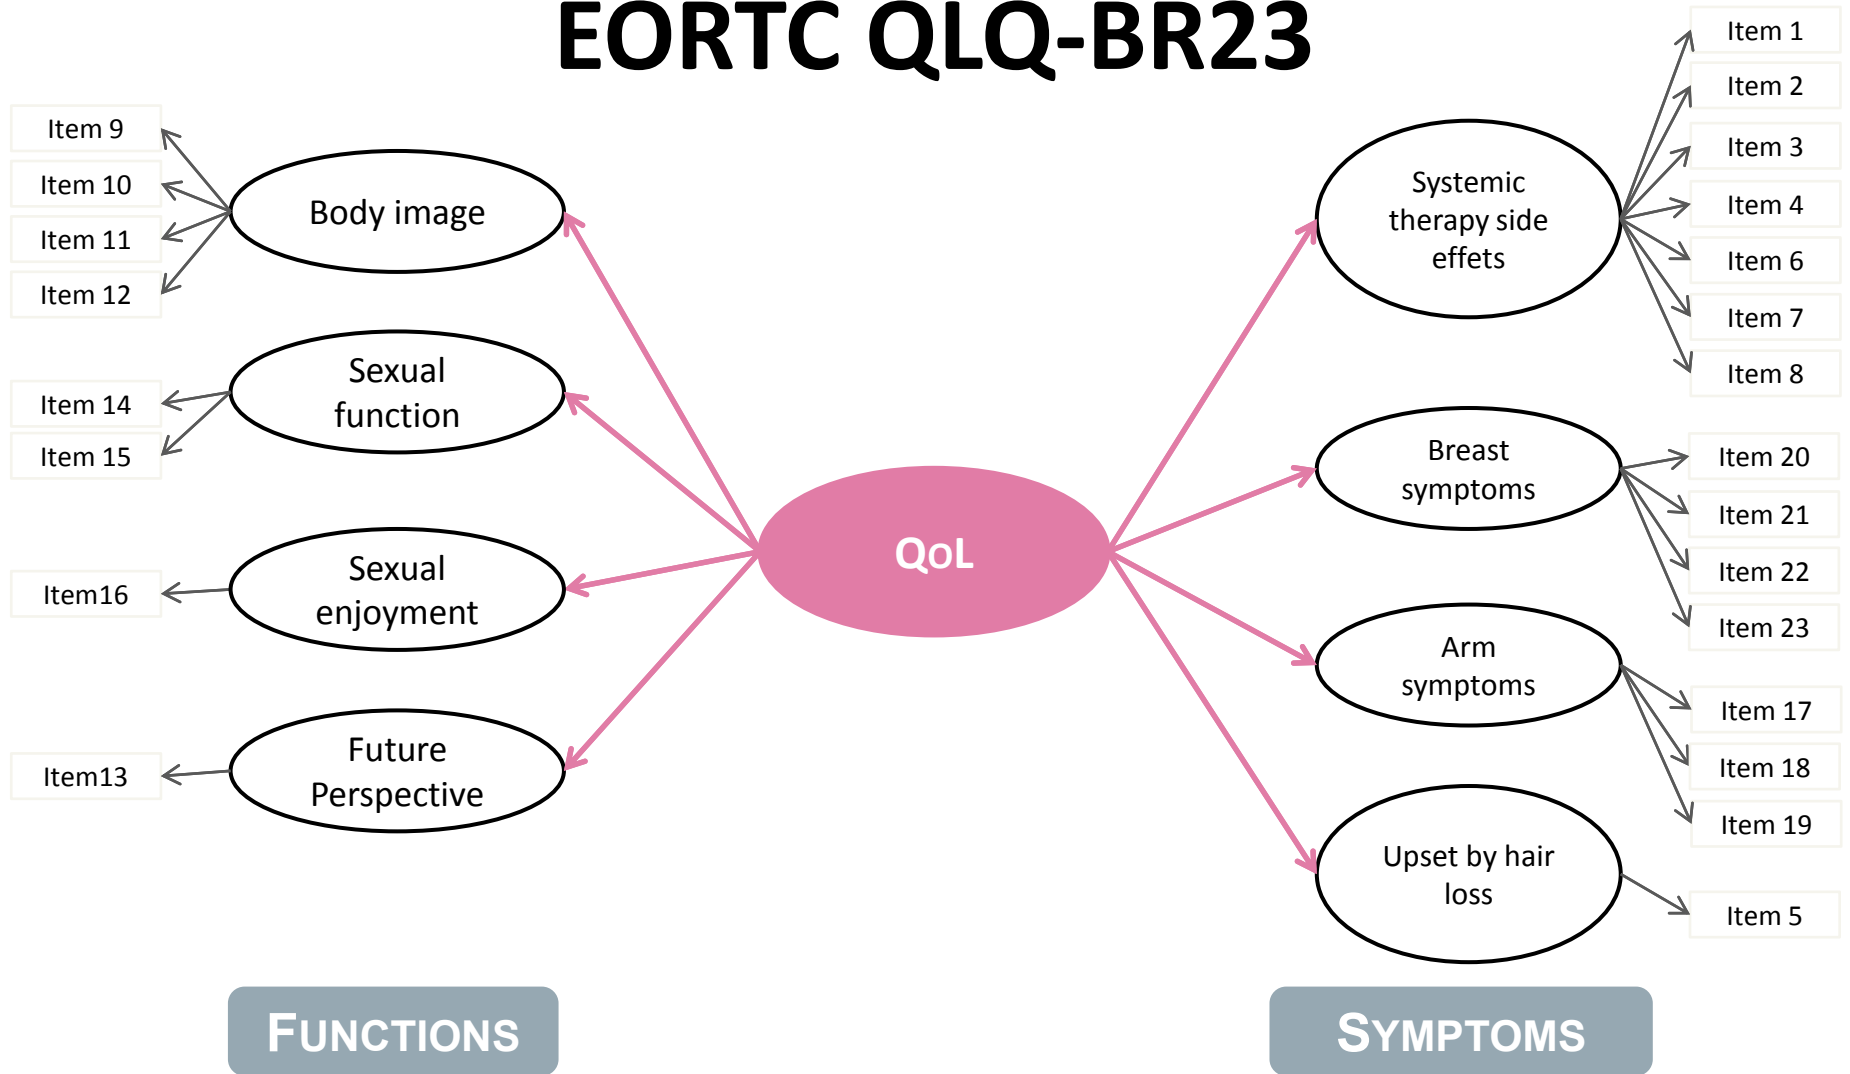 EORTC QLQ-BR23
Item 9
Item 10
Item 11
Item 12
Body image
Item 14
Item 15
Sexual
function
Item16
Sexual
enjoyment
Item13
Future
Perspective
FUNCTIONS
QOL
Systemic
therapy side
effets
Item 1
Item 2
Item 3
Item 4
Item 6
Item 7
Item 8
Breast
symptoms
Item 20
Item 21
Item 22
Item 23
Arm
symptoms
Item 17
Item 18
Item 19
Upset by hair
loss
Item 5
SYMPTOMS